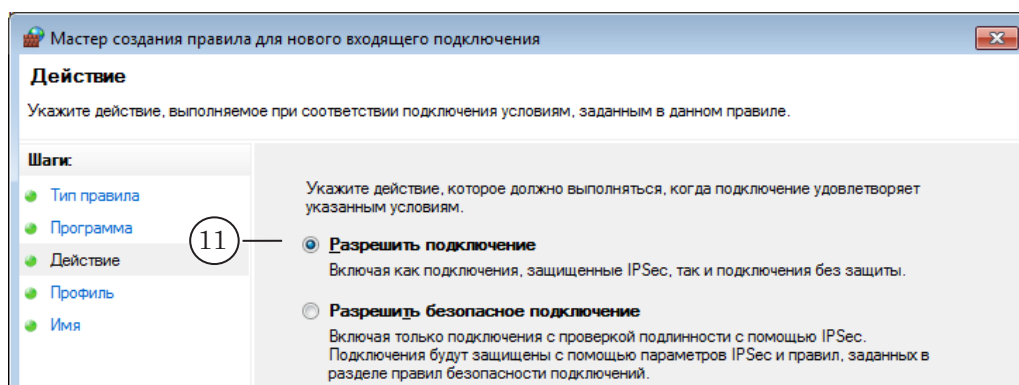 Мастер создания правила для нового входящего подключения
Действие
Укажите действие, выполняемое при соответствии подключения условиям, заданным в данном правиле.
Шаги:
Тип правила
Программа
Действие
Профиль
Имя
Укажите действие, которое должно выполняться, когда подключение удовлетворяет
указанным условиям.
11
Разрешить подключение
Включая как подключения, защищенные IPSec, так и подключения без защиты.
Разрешить безопасное подключение
Включая только подключения с проверкой подлинности с помощью IPSec.
Подключения будут защищены с помощью параметров IPSec и правил, заданных в
разделе правил безопасности подключений.